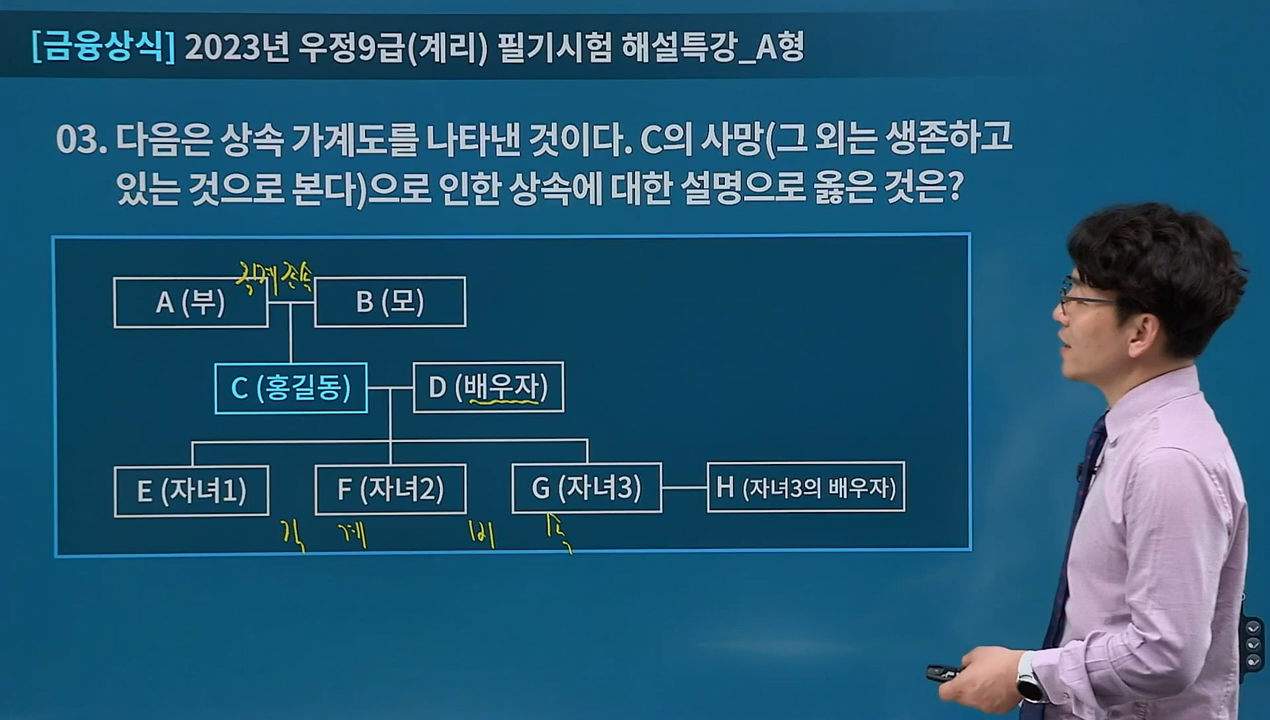 [금융상식] 2023년 우정9급(계리) 필기시험 해설특강_A형
03. 다음은 상속 가계도를 나타낸 것이다. C의 사망(그 외는 생존하고
있는 것으로 본다)으로 인한 상속에 대한 설명으로 옳은 것은?
직계 존속
A (부) B (모)
C (홍길동) D (배우자)
E (자녀1) F (자녀2) G (자녀3) H (자녀3의 배우자)
직 계 비 속